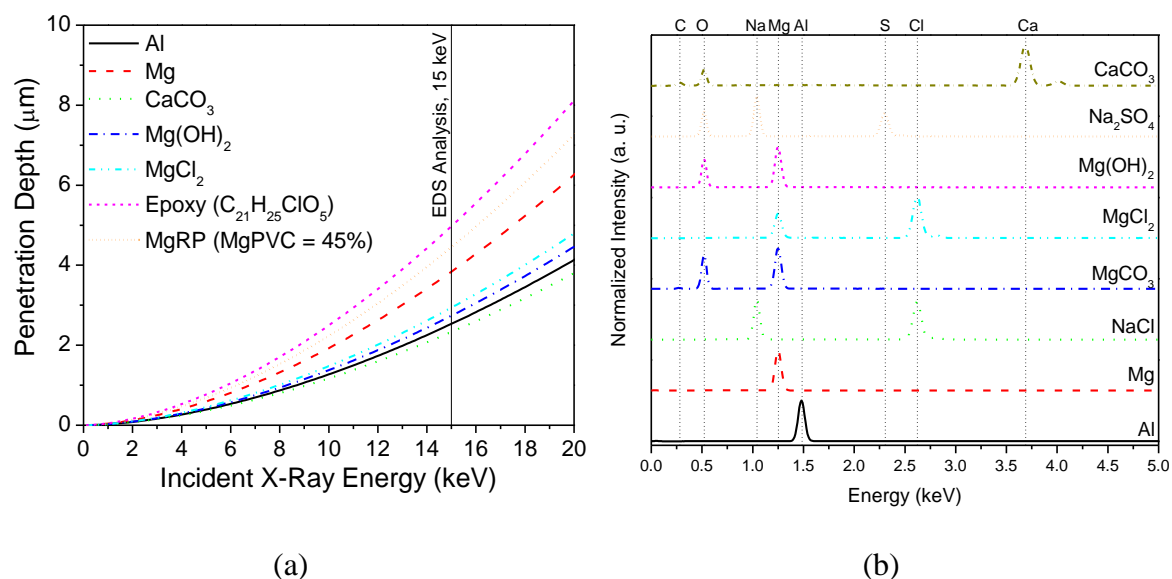 10
8
6
4
2
0
Penetration Depth (μm)
Al
Mg
CaCO3
Mg(OH)2
MgCl2
Epoxy (C21H25ClO5)
MgRP (MgPVC = 45%)
EDS Analysis, 15 keV
0 2 4 6 8 10 12 14 16 18 20
Incident X-Ray Energy (keV)
(a)
C O Na Mg Al S Cl Ca
Normalized Intensity (a. u.)
CaCO3
Na2SO4
Mg(OH)2
MgCl2
MgCO3
NaCl
Mg
Al
0.0 0.5 1.0 1.5 2.0 2.5 3.0 3.5 4.0 4.5 5.0
Energy (keV)
(b)